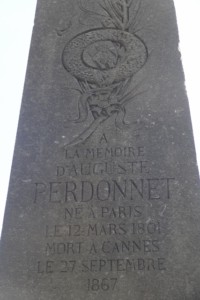 A
LA MEMOIRE
D'AUGUSTE
PERDONNET
NE A PARIS
LE 12 MARS 1801
MORT A CANNES
LE 27 SEPTEMBRE
1867